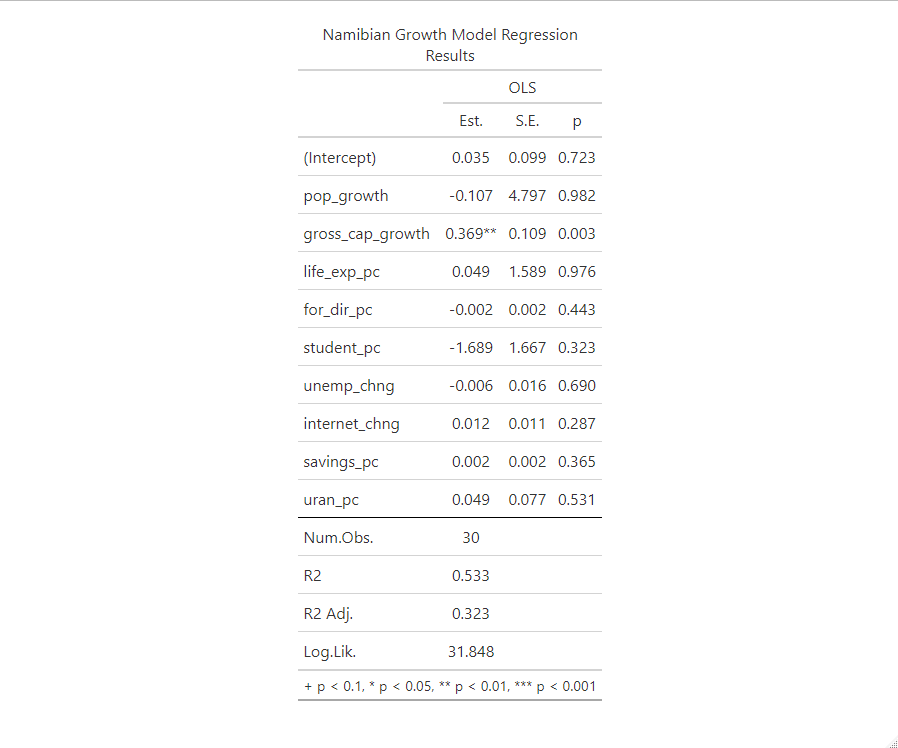 Namibian Growth Model Regression
Results
OLS
Est. S.E. p
(Intercept) 0.035 0.099 0.723
pop_growth -0.107 4.797 0.982
gross_cap_growth 0.369** 0.109 0.003
life_exp_pc 0.049 1.589 0.976
for_dir_pc -0.002 0.002 0.443
student_pc -1.689 1.667 0.323
unemp_chng -0.006 0.016 0.690
internet_chng 0.012 0.011 0.287
savings_pc 0.002 0.002 0.365
uran_pc 0.049 0.077 0.531
Num.Obs. 30
R2 0.533
R2 Adj. 0.323
Log.Lik. 31.848
+ p < 0.1, * p < 0.05, ** p < 0.01, *** p < 0.001